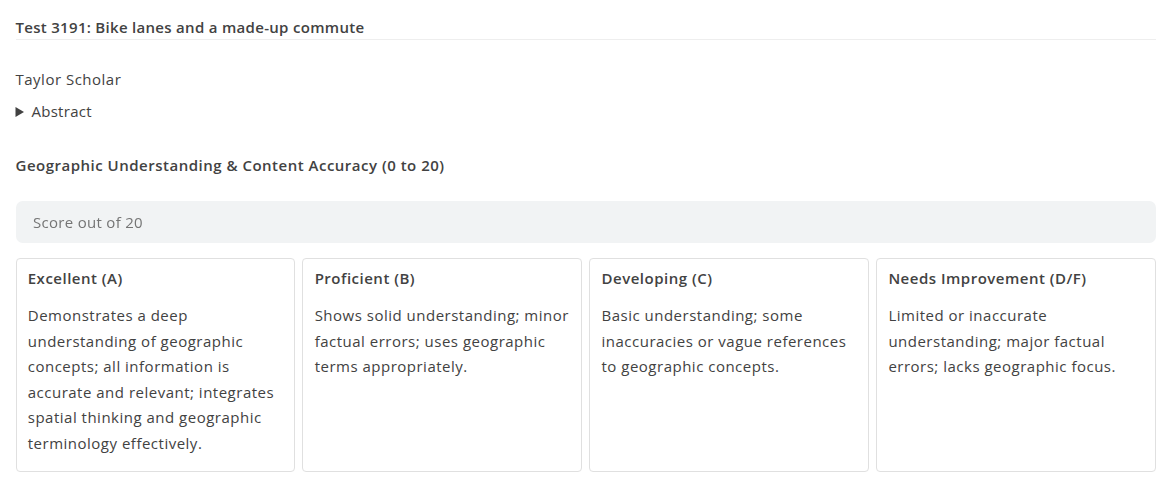 Test 3191: Bike lanes and a made-up commute
Taylor Scholar
Abstract
Geographic Understanding & Content Accuracy (0 to 20)
Score out of 20
Excellent (A)
Demonstrates a deep
understanding of geographic
concepts; all information is
accurate and relevant; integrates
spatial thinking and geographic
terminology effectively.
Proficient (B)
Shows solid understanding; minor
factual errors; uses geographic
terms appropriately.
Developing (C)
Basic understanding; some
inaccuracies or vague references
to geographic concepts.
Needs Improvement (D/F)
Limited or inaccurate
understanding; major factual
errors; lacks geographic focus.